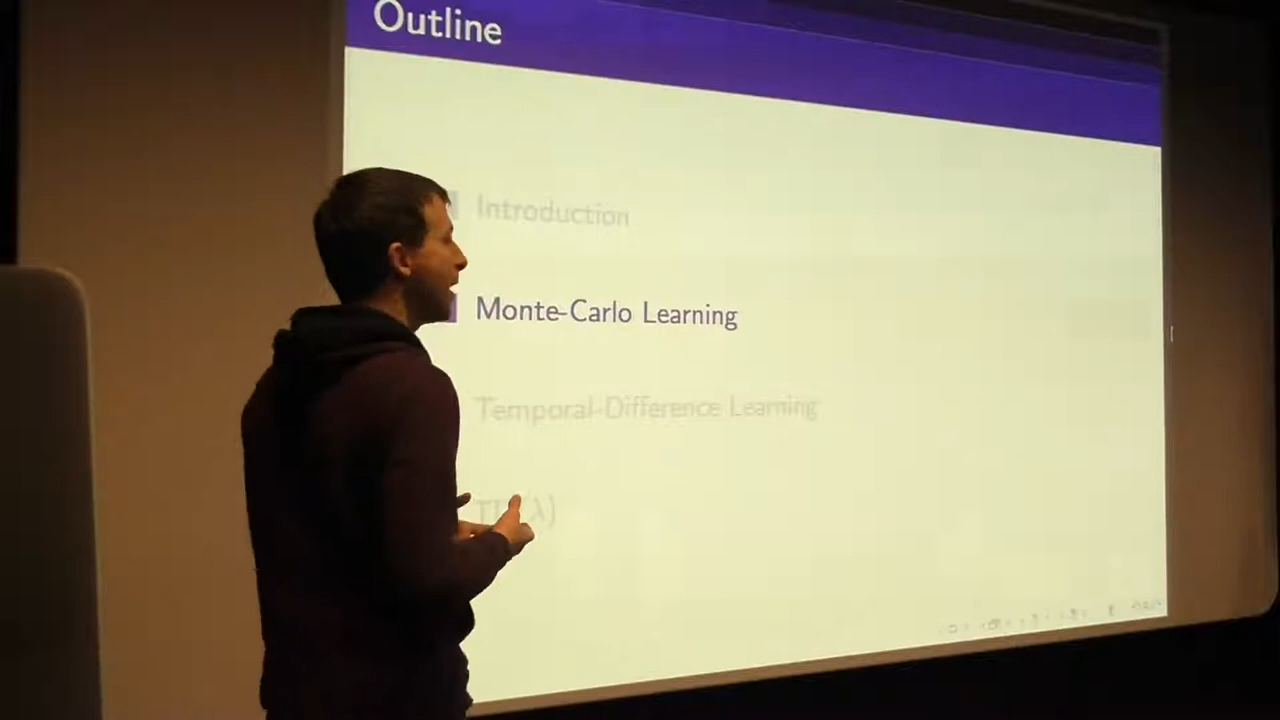 Outline
Introduction
Monte-Carlo Learning
Temporal-Difference Learning
λ)